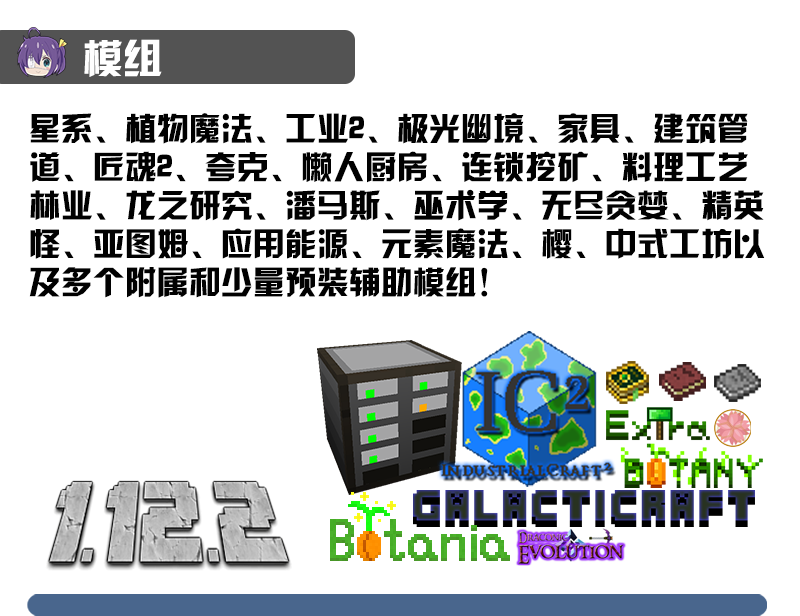 模组
星系、植物魔法、工业2、极光幽境、家具、建筑管
道、匠魂2、夸克、懒人厨房、连锁挖矿、料理工艺
林业、龙之研究、潘马斯、巫术学、无尽贪婪、精英
怪、亚图姆、应用能源、元素魔法、樱、中式工坊以
及多个附属和少量预装辅助模组!
IC²
INDUSTRIALCRAFT²
ExTra
BOTANY
GALACTICRAFT
1.12.2
Botania
DRACONIC
EVOLUTION